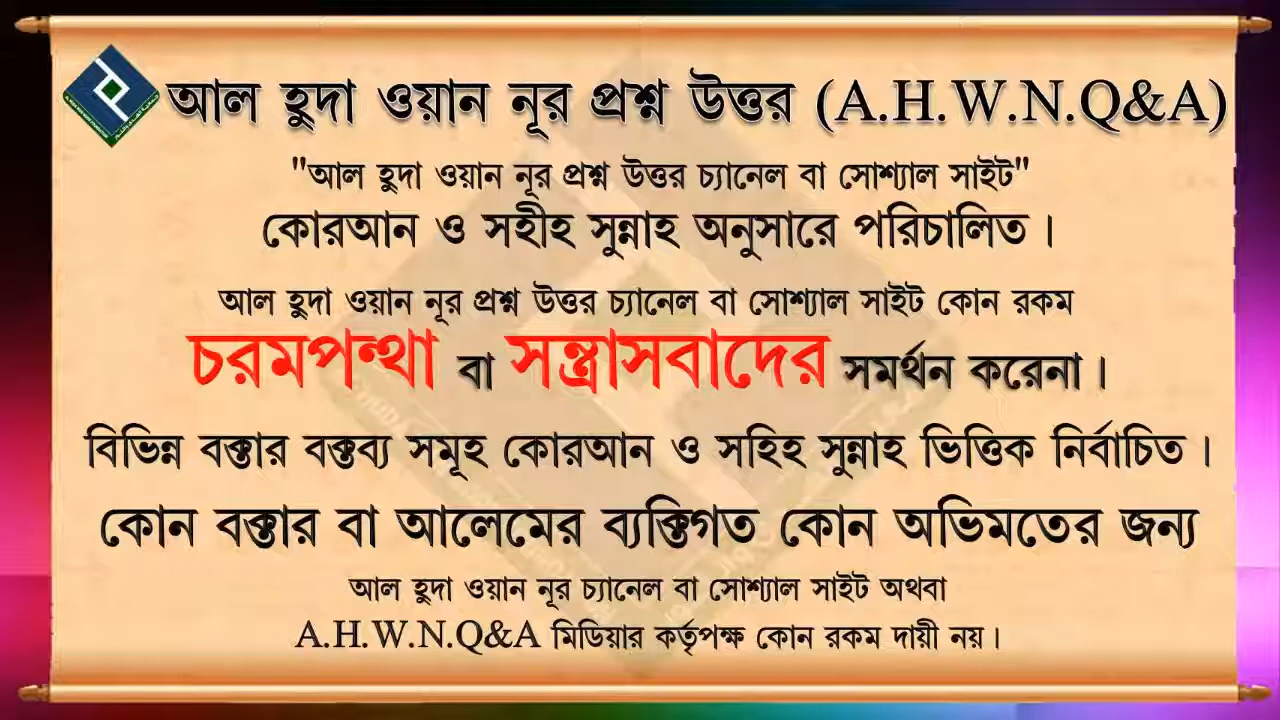 আল হুদা ওয়ান নূর প্রশ্ন উত্তর (A.H.W.N.Q&A)
"আল হুদা ওয়ান নূর প্রশ্ন উত্তর চ্যানেল বা সোশ্যাল সাইট"
কোরআন ও সহীহ সুন্নাহ অনুসারে পরিচালিত।
আল হুদা ওয়ান নূর প্রশ্ন উত্তর চ্যানেল বা সোশ্যাল সাইট কোন রকম
চরমপন্থা বা সন্ত্রাসবাদের সমর্থন করেনা।
বিভিন্ন বক্তার বক্তব্য সমূহ কোরআন ও সহিহ সুন্নাহ ভিত্তিক নির্বাচিত।
কোন বক্তার বা আলেমের ব্যক্তিগত কোন অভিমতের জন্য
আল হুদা ওয়ান নূর চ্যানেল বা সোশ্যাল সাইট অথবা
A.H.W.N.Q&A মিডিয়ার কর্তৃপক্ষ কোন রকম দায়ী নয়।